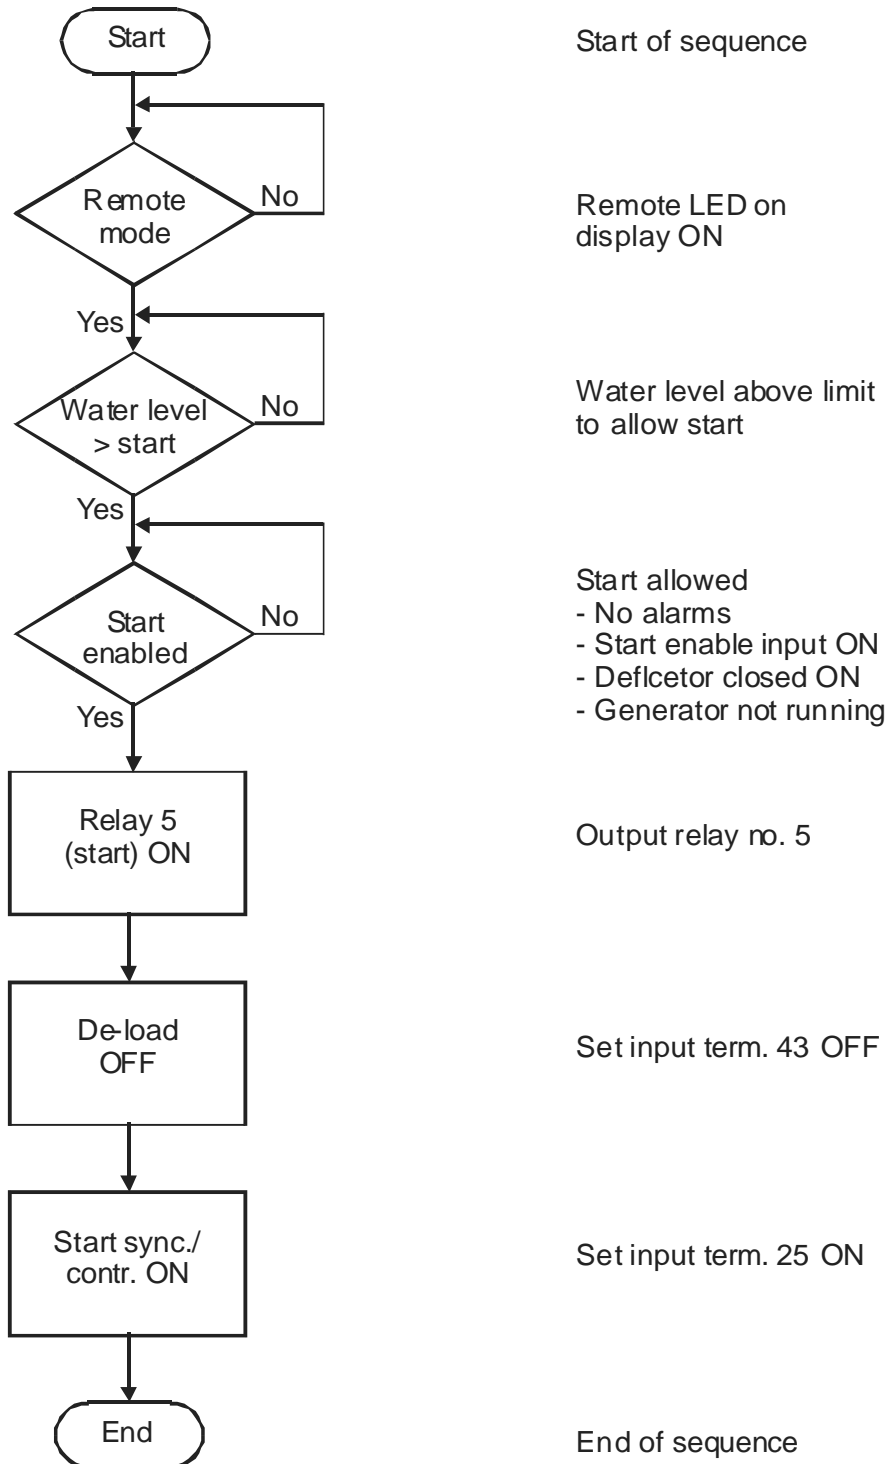 Start
Start of sequence
Remote
mode
No
Remote LED on
display ON
Yes
Water level
> start
No
Water level above limit
to allow start
Yes
Start
enabled
No
Start allowed
- No alarms
- Start enable input ON
- Deflcetor closed ON
- Generator not running
Yes
Relay 5
(start) ON
Output relay no. 5
De-load
OFF
Set input term. 43 OFF
Start sync./
contr. ON
Set input term. 25 ON
End
End of sequence